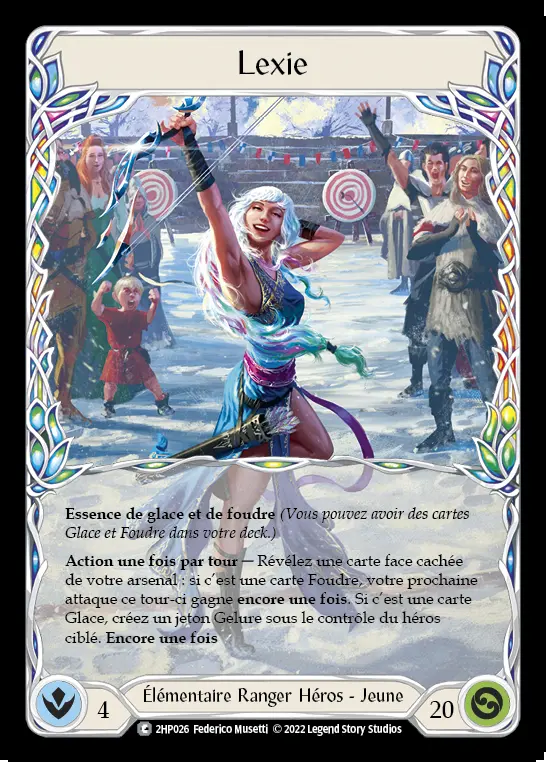 Lexie
Essence de glace et de foudre (Vous pouvez avoir des cartes
Glace et Foudre dans votre deck.)
Action une fois par tour — Révélez une carte face cachée
de votre arsenal : si c'est une carte Foudre, votre prochaine
attaque ce tour-ci gagne encore une fois. Si c'est une carte
Glace, créez un jeton Gelure sous le contrôle du héros
ciblé. Encore une fois
4
Élémentaire Ranger Héros - Jeune
20
C 2HP026 Federico Musetti © 2022 Legend Story Studios